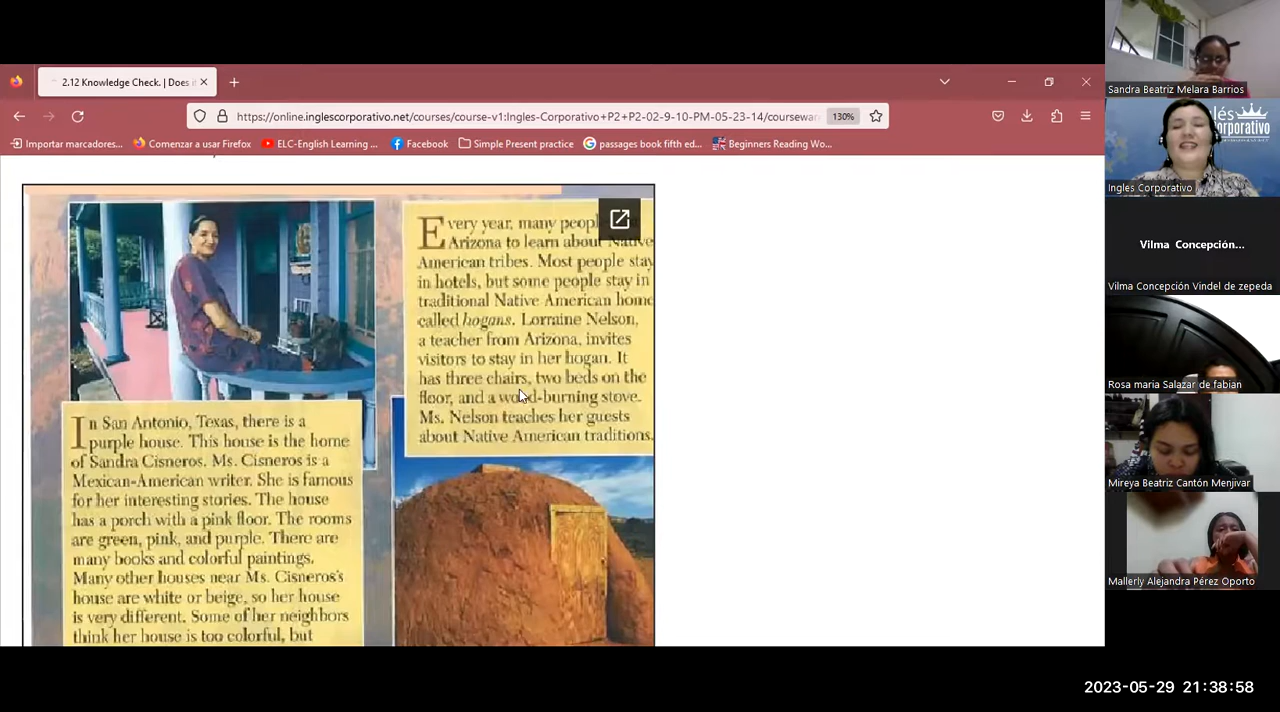 2.12 Knowledge Check. | Does i
https://online.inglescorporativo.net/courses/course-v1:Ingles-Corporativo+P2+P2-02-9-10-PM-05-23-14/coursewar
130%
Importar marcadores...
Comenzar a usar Firefox
ELC-English Learning ...
Facebook
Simple Present practice
passages book fifth ed...
Beginners Reading Wo...
Every year, many peopl
Arizona to learn about Native
American tribes. Most people stay
in hotels, but some people stay in
traditional Native American home
called hogans. Lorraine Nelson,
a teacher from Arizona, invites
visitors to stay in her hogan. It
has three chairs, two beds on the
floor, and a wood-burning stove.
Ms. Nelson teaches her guests
about Native American traditions.
In San Antonio, Texas, there is a
purple house. This house is the home
of Sandra Cisneros. Ms. Cisneros is a
Mexican-American writer. She is famous
for her interesting stories. The house
has a porch with a pink floor. The rooms
are green, pink, and purple. There are
many books and colorful paintings.
Many other houses near Ms. Cisneros's
house are white or beige, so her house
is very different. Some of her neighbors
think her house is too colorful, but
Sandra Beatriz Melara Barrios
lés
Corporativo
Ingles Corporativo
Vilma Concepción...
Vilma Concepción Vindel de zepeda
Rosa maria Salazar de fabian
Mireya Beatriz Cantón Menjivar
Mallerly Alejandra Pérez Oporto
2023-05-29 21:38:58